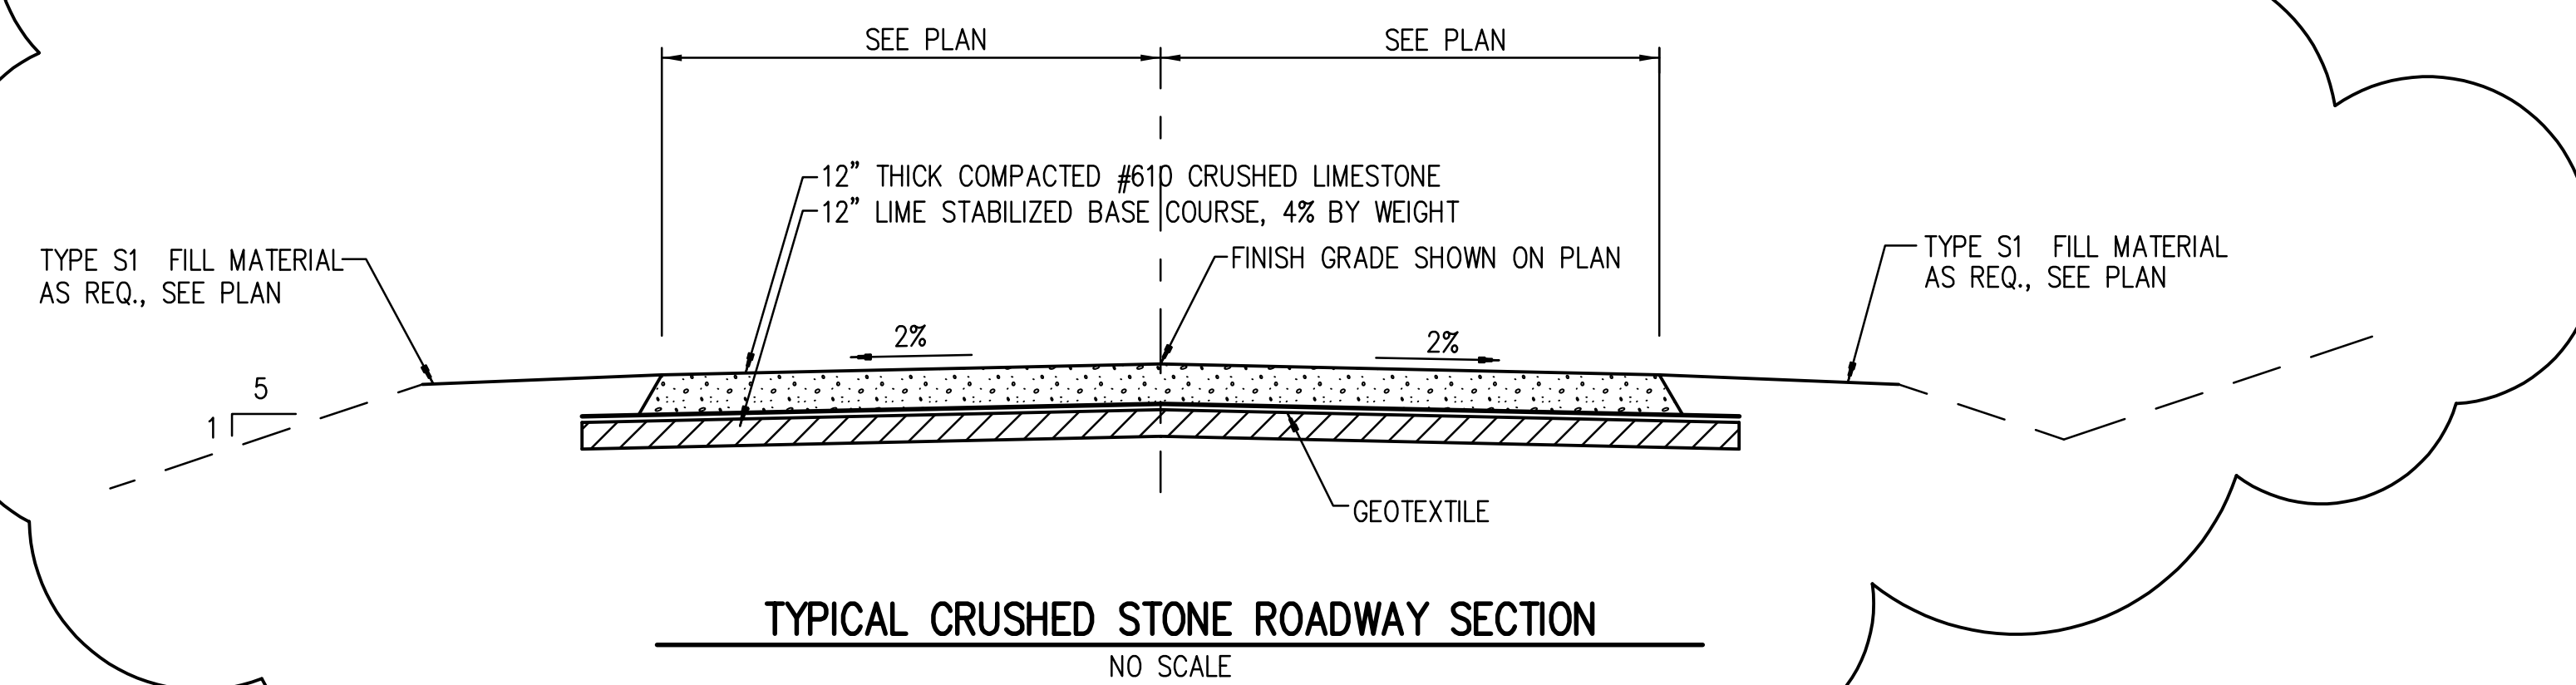 SEE PLAN
SEE PLAN
12" THICK COMPACTED #610 CRUSHED LIMESTONE
12" LIME STABILIZED BASE COURSE, 4% BY WEIGHT
TYPE S1 FILL MATERIAL
AS REQ., SEE PLAN
FINISH GRADE SHOWN ON PLAN
TYPE S1 FILL MATERIAL
AS REQ., SEE PLAN
2%
2%
5
1
GEOTEXTILE
TYPICAL CRUSHED STONE ROADWAY SECTION
NO SCALE